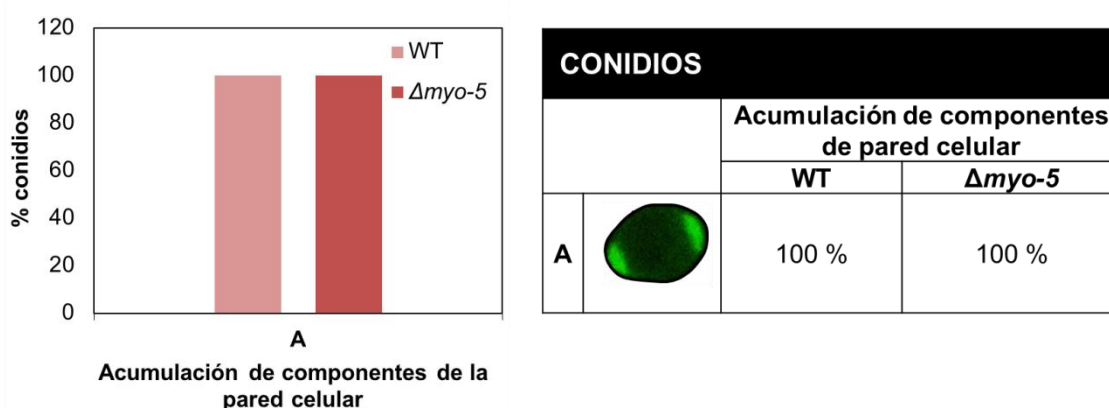 120
100
80
60
40
20
0
% conidios
WT
Δmyo-5
A
Acumulación de componentes de la
pared celular
CONIDIOS
Acumulación de componentes
de pared celular
WT Δmyo-5
A 100 % 100 %